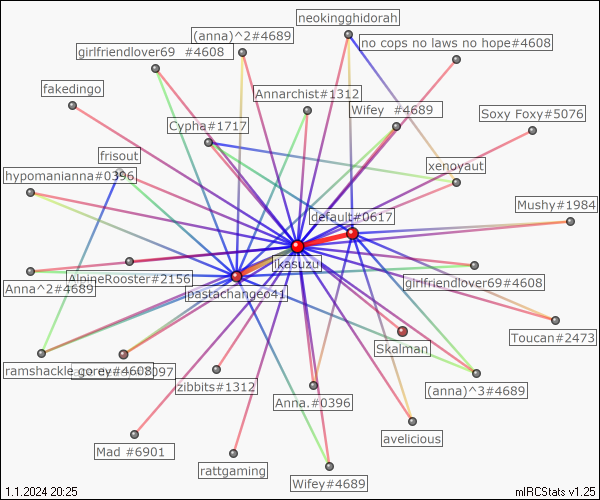 neokingghidorah
(anna)^2#4689
no cops no laws no hope#4608
girlfriendlover69 #4608
fakedingo
Annarchist#1312
Wifey #4689
Soxy Foxy#5076
Cypha#1717
frisout
xenoyaut
hypomanianna#0396
Mushy#1984
default#0617
ikasuzu
AlpineRooster#2156
girlfriendlover69#4608
Anna^2#4689
pastachange641
Toucan#2473
Skalman
ramshackle gorey#4608
097
(anna)^3#4689
zibbits#1312
Anna.#0396
avelicious
Mad #6901
rattgaming
Wifey#4689
1.1.2024 20:25
mIRCStats v1.25